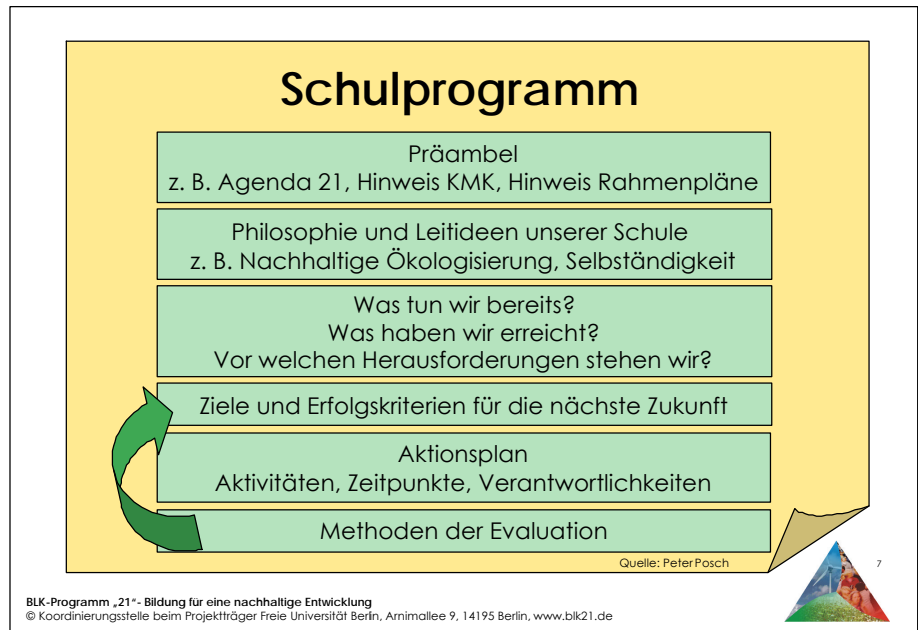 Schulprogramm
Präambel
z. B. Agenda 21, Hinweis KMK, Hinweis Rahmenpläne
Philosophie und Leitideen unserer Schule
z. B. Nachhaltige Ökologisierung, Selbständigkeit
Was tun wir bereits?
Was haben wir erreicht?
Vor welchen Herausforderungen stehen wir?
Ziele und Erfolgskriterien für die nächste Zukunft
Aktionsplan
Aktivitäten, Zeitpunkte, Verantwortlichkeiten
Methoden der Evaluation
Quelle: Peter Posch
7
BLK-Programm „21“- Bildung für eine nachhaltige Entwicklung
© Koordinierungsstelle beim Projektträger Freie Universität Berlin, Arnimallee 9, 14195 Berlin, www.blk21.de